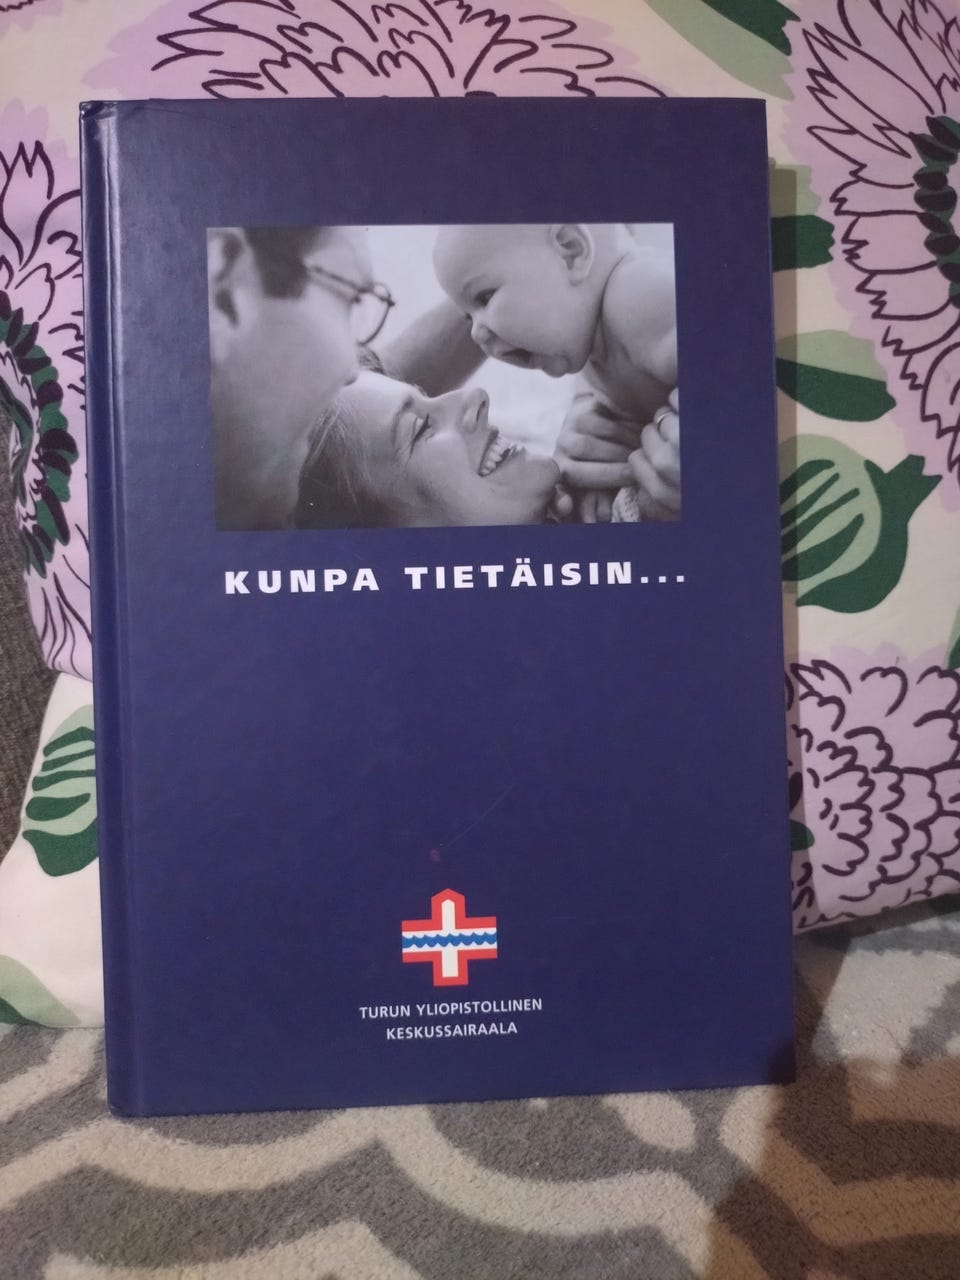 KUNPA TIETÄISIN...
TURUN YLIOPISTOLLINEN
KESKUSSAIRAALA